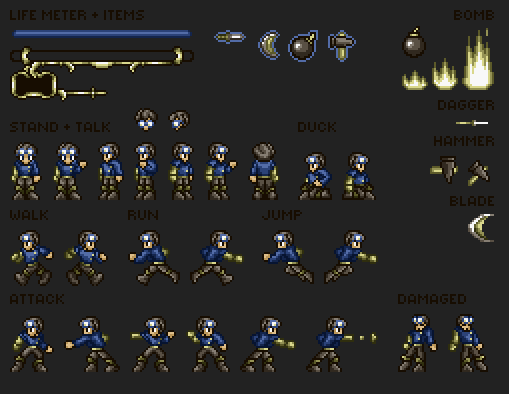 LIFE METER + ITEMS
BOMB
DAGGER
STAND + TALK
DUCK
HAMMER
BLADE
WALK
RUN
JUMP
ATTACK
DAMAGED